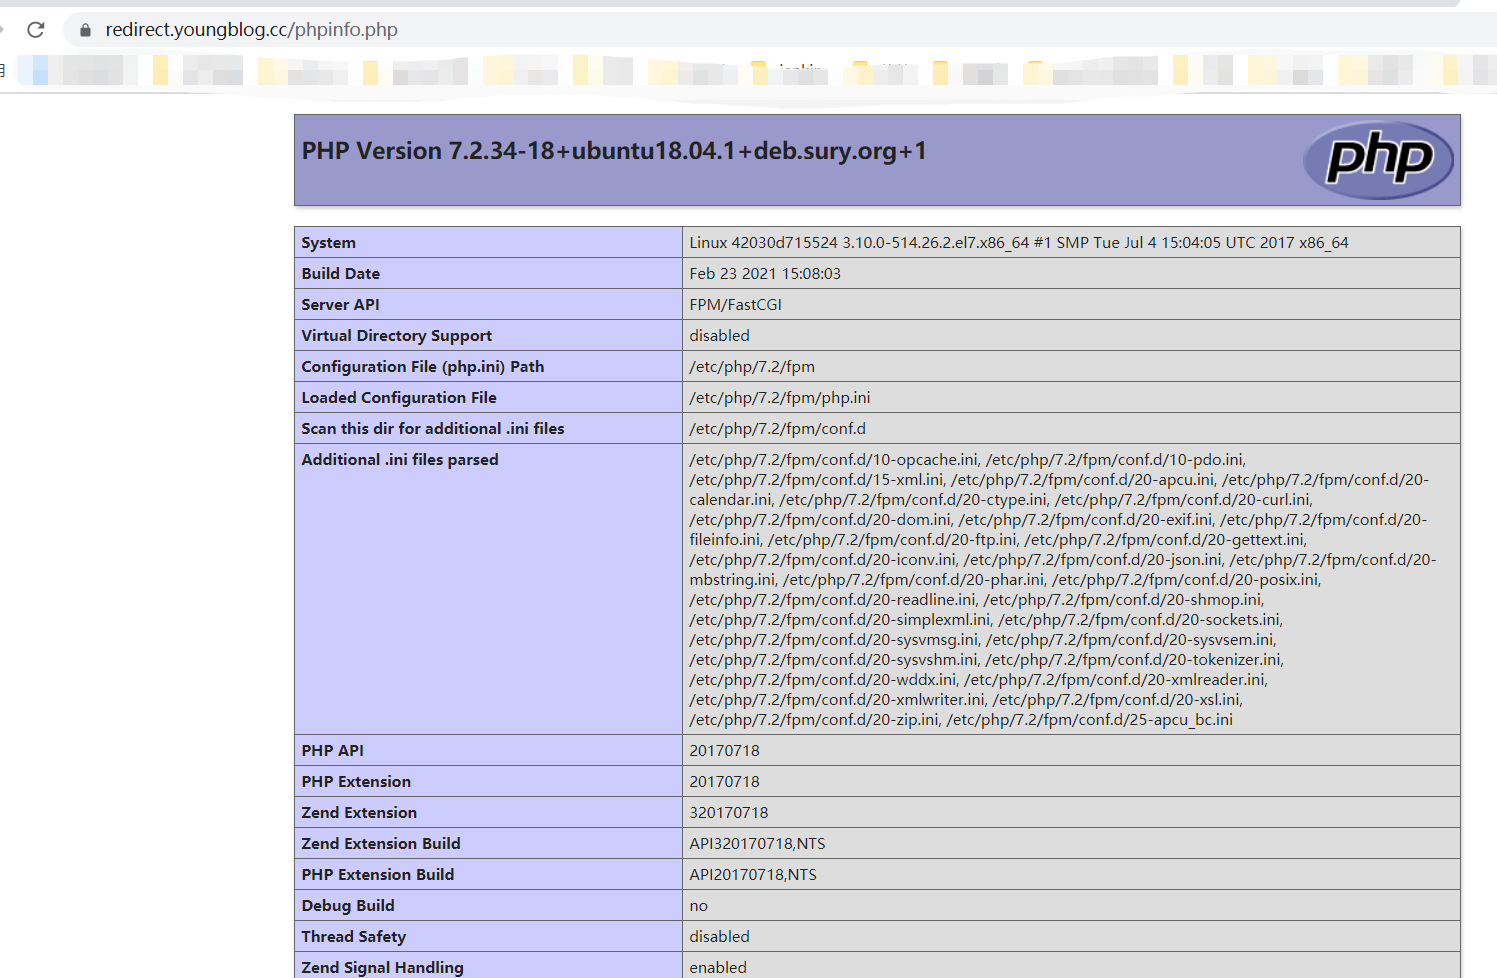 redirect.youngblog.cc/phpinfo.php
PHP Version 7.2.34-18+ubuntu18.04.1+deb.sury.org+1
php
System Linux 42030d715524 3.10.0-514.26.2.el7.x86_64 #1 SMP Tue Jul 4 15:04:05 UTC 2017 x86_64
Build Date Feb 23 2021 15:08:03
Server API FPM/FastCGI
Virtual Directory Support disabled
Configuration File (php.ini) Path /etc/php/7.2/fpm
Loaded Configuration File /etc/php/7.2/fpm/php.ini
Scan this dir for additional .ini files /etc/php/7.2/fpm/conf.d
Additional .ini files parsed /etc/php/7.2/fpm/conf.d/10-opcache.ini, /etc/php/7.2/fpm/conf.d/10-pdo.ini,
/etc/php/7.2/fpm/conf.d/15-xml.ini, /etc/php/7.2/fpm/conf.d/20-apcu.ini, /etc/php/7.2/fpm/conf.d/20-
calendar.ini, /etc/php/7.2/fpm/conf.d/20-ctype.ini, /etc/php/7.2/fpm/conf.d/20-curl.ini,
/etc/php/7.2/fpm/conf.d/20-dom.ini, /etc/php/7.2/fpm/conf.d/20-exif.ini, /etc/php/7.2/fpm/conf.d/20-
fileinfo.ini, /etc/php/7.2/fpm/conf.d/20-ftp.ini, /etc/php/7.2/fpm/conf.d/20-gettext.ini,
/etc/php/7.2/fpm/conf.d/20-iconv.ini, /etc/php/7.2/fpm/conf.d/20-json.ini, /etc/php/7.2/fpm/conf.d/20-
mbstring.ini, /etc/php/7.2/fpm/conf.d/20-phar.ini, /etc/php/7.2/fpm/conf.d/20-posix.ini,
/etc/php/7.2/fpm/conf.d/20-readline.ini, /etc/php/7.2/fpm/conf.d/20-shmop.ini,
/etc/php/7.2/fpm/conf.d/20-simplexml.ini, /etc/php/7.2/fpm/conf.d/20-sockets.ini,
/etc/php/7.2/fpm/conf.d/20-sysvmsg.ini, /etc/php/7.2/fpm/conf.d/20-sysvsem.ini,
/etc/php/7.2/fpm/conf.d/20-sysvshm.ini, /etc/php/7.2/fpm/conf.d/20-tokenizer.ini,
/etc/php/7.2/fpm/conf.d/20-wddx.ini, /etc/php/7.2/fpm/conf.d/20-xmlreader.ini,
/etc/php/7.2/fpm/conf.d/20-xmlwriter.ini, /etc/php/7.2/fpm/conf.d/20-xsl.ini,
/etc/php/7.2/fpm/conf.d/20-zip.ini, /etc/php/7.2/fpm/conf.d/25-apcu_bc.ini
PHP API 20170718
PHP Extension 20170718
Zend Extension 320170718
Zend Extension Build API320170718,NTS
PHP Extension Build API20170718,NTS
Debug Build no
Thread Safety disabled
Zend Signal Handling enabled